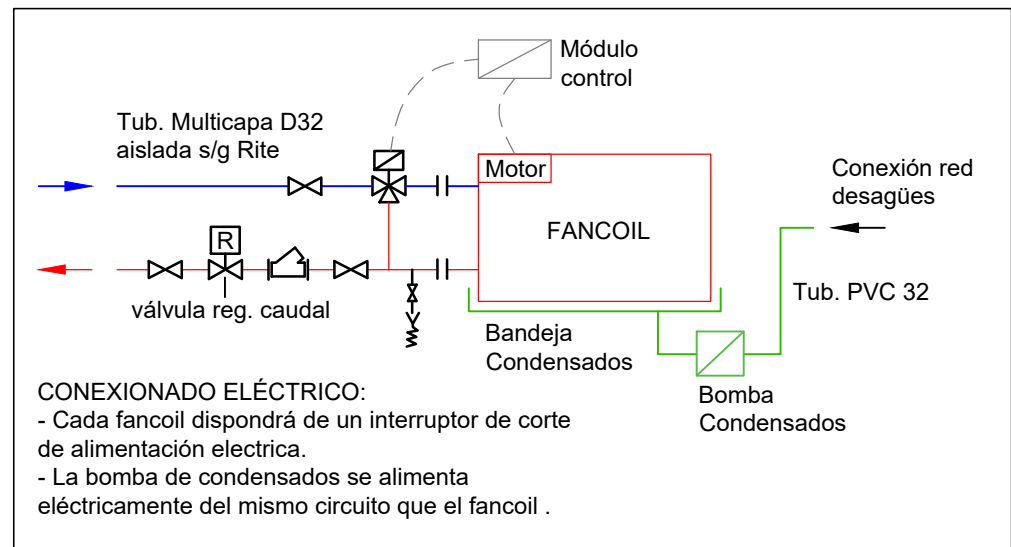 Módulo
control
Tub. Multicapa D32
aislada s/g Rite
Motor
Conexión red
desagües
FANCOIL
R
válvula reg. caudal
Tub. PVC 32
Bandeja
Condensados
Bomba
Condensados
CONEXIONADO ELÉCTRICO:
- Cada fancoil dispondrá de un interruptor de corte
de alimentación electrica.
- La bomba de condensados se alimenta
eléctricamente del mismo circuito que el fancoil .